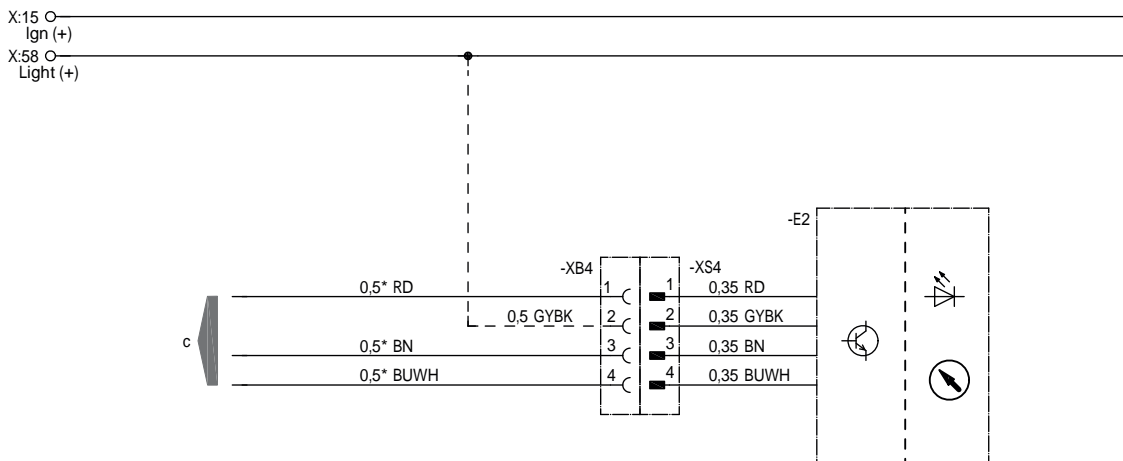 X:15
Ign (+)
X:58
Light (+)
-E2
-XB4 -XS4
0,5* RD 1 1 0,35 RD
0,5 GYBK 2 2 0,35 GYBK
c
0,5* BN 3 3 0,35 BN
0,5* BUWH 4 4 0,35 BUWH